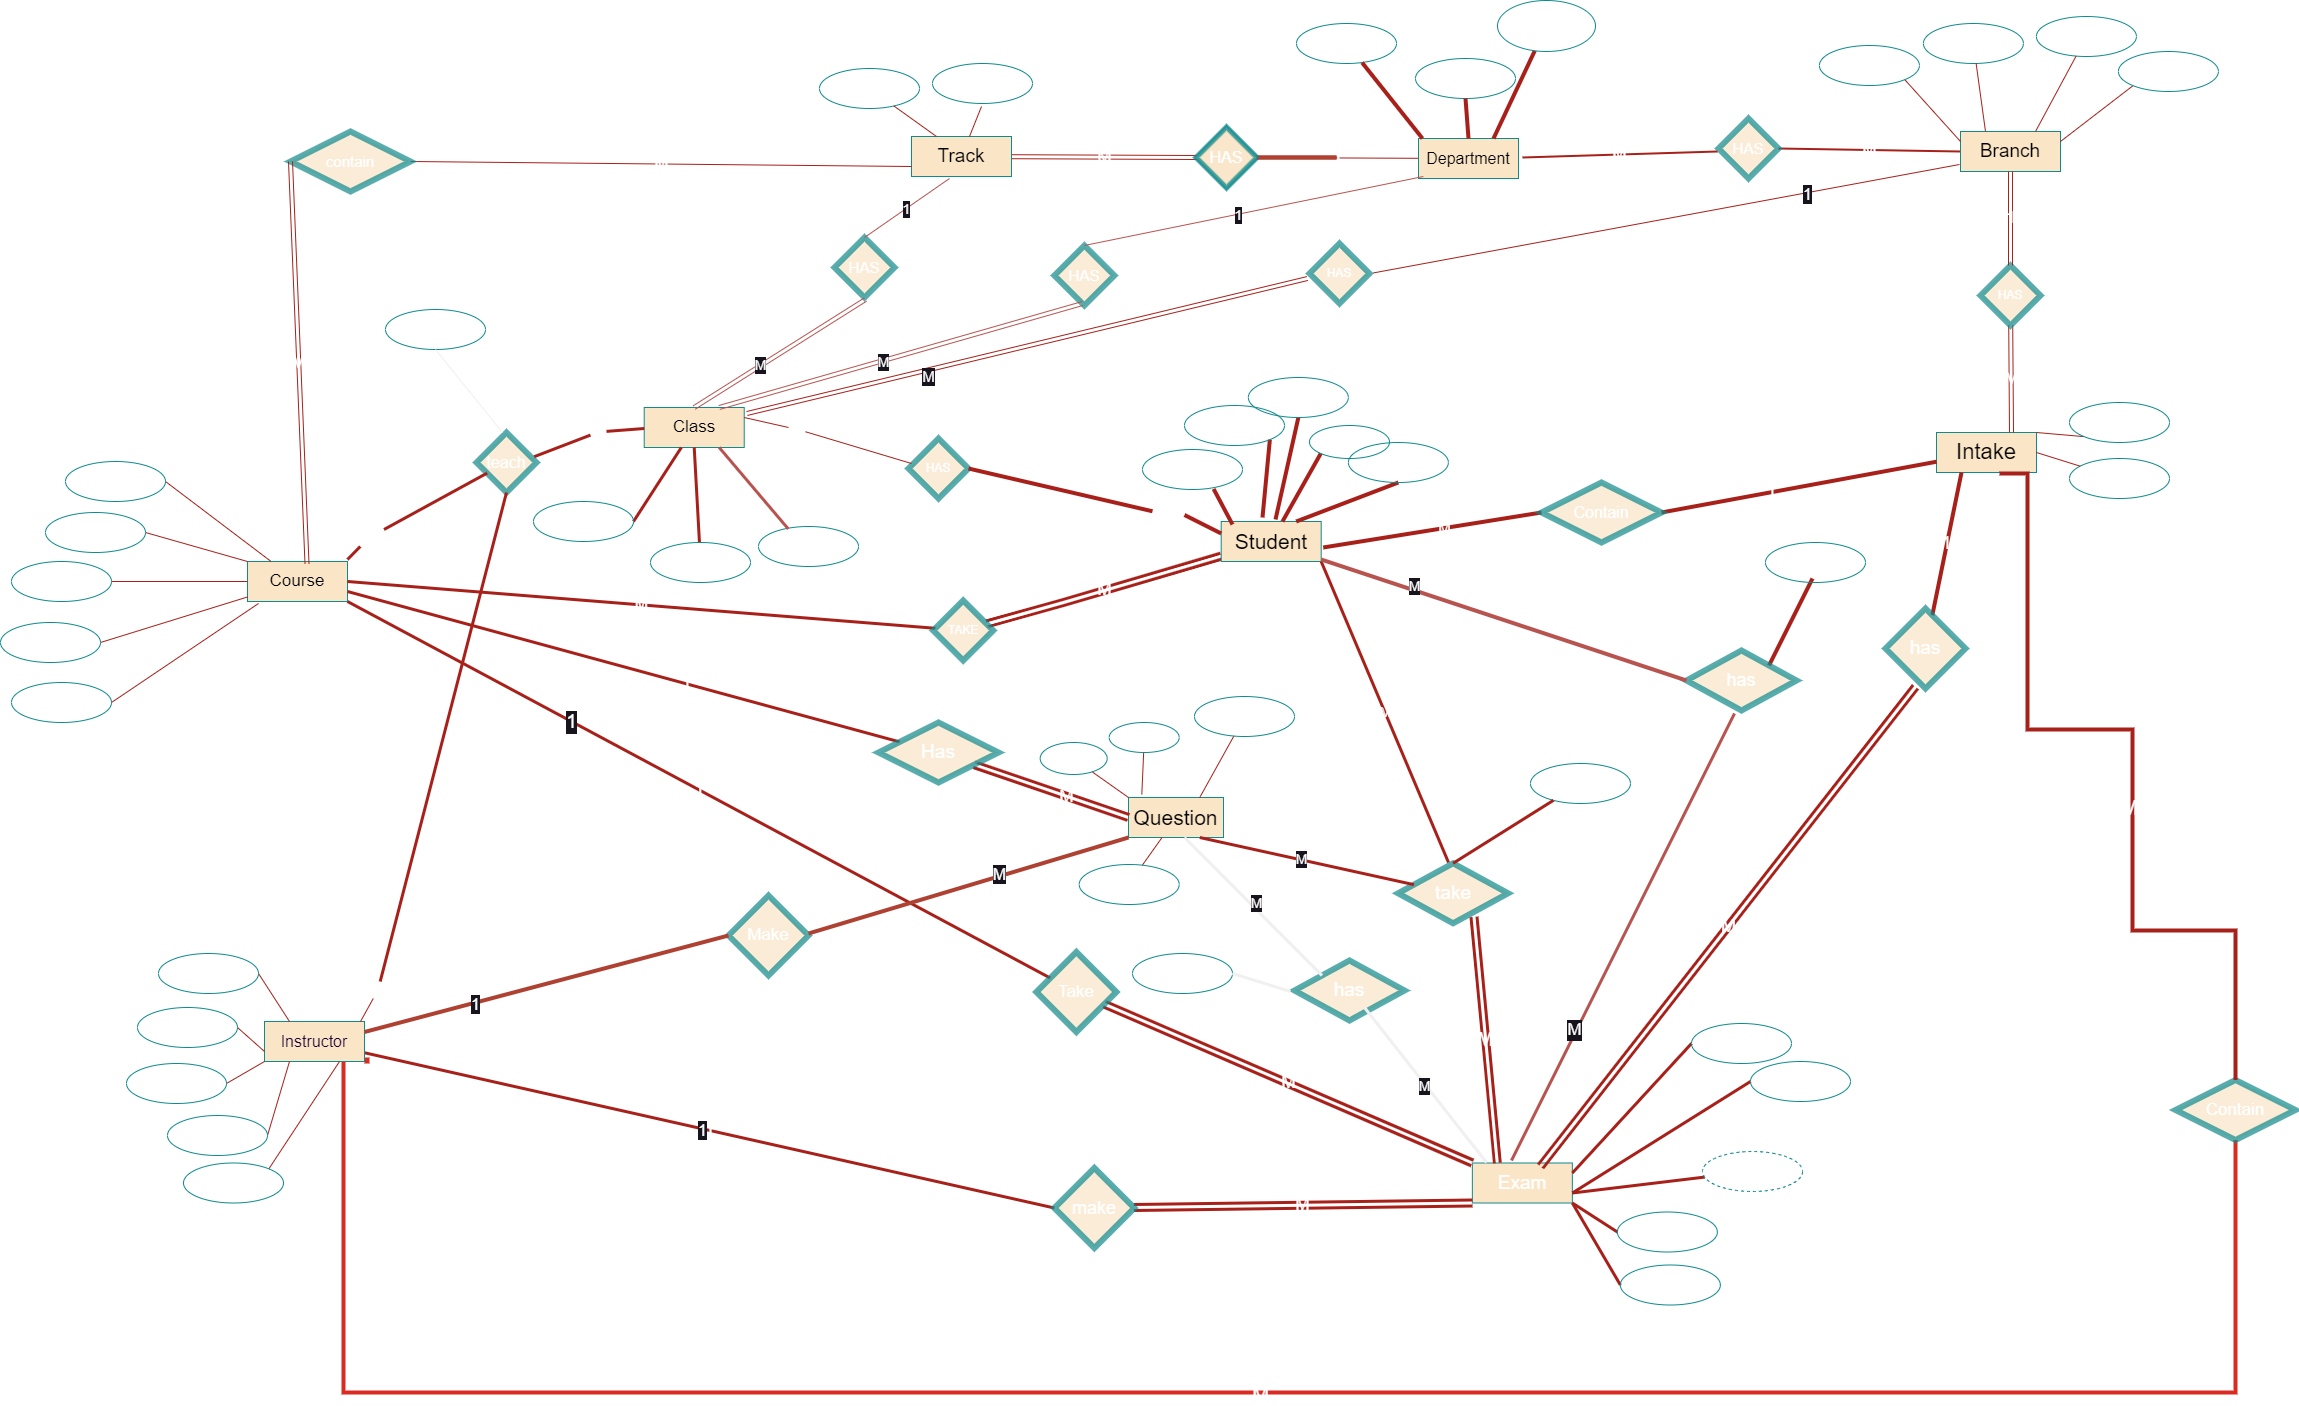 Track
Department
Branch
contain
M
M
HAS
M
HAS
M
1
1
1
1
HAS
HAS
HAS
HAS
M
M
M
Class
teach
HAS
Student
Contain
Intake
M
Course
M
TAKE
M
M
has
has
1
Has
M
Question
M
take
M
Make
M
M
Take
has
1
M
M
M
M
Instructor
1
make
M
Exam
Contain
M